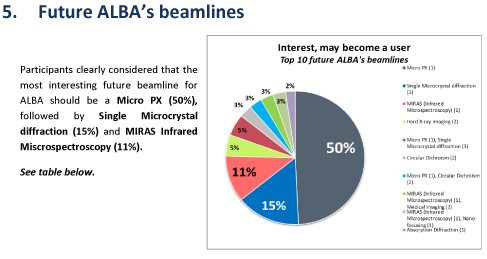 5. Future ALBA's beamlines
Participants clearly considered that the
most interesting future beamline for
ALBA should be a Micro PX (50%),
followed by Single Microcrystal
diffraction (15%) and MIRAS Infrared
Miscrospectroscopy (11%).
See table below.
Interest, may become a user
Top 10 future ALBA's beamlines
50%
15%
11%
5%
5%
3%
3%
3%
3%
2%
Micro PX (1)
Single Microcrystal diffraction
(3)
MIRAS (Infrared
Microspectroscopy) (1)
Hard X-ray Imaging (2)
Micro PX (1), Single
Microcrystal diffraction (3)
Circular Dichroism (2)
Micro PX (1), Circular Dichroism
(2)
MIRAS (Infrared
Microspectroscopy) (1),
Medical Imaging (2)
MIRAS (Infrared
Microspectroscopy) (1), Nano-
focusing (1)
Absorption Diffraction (1)